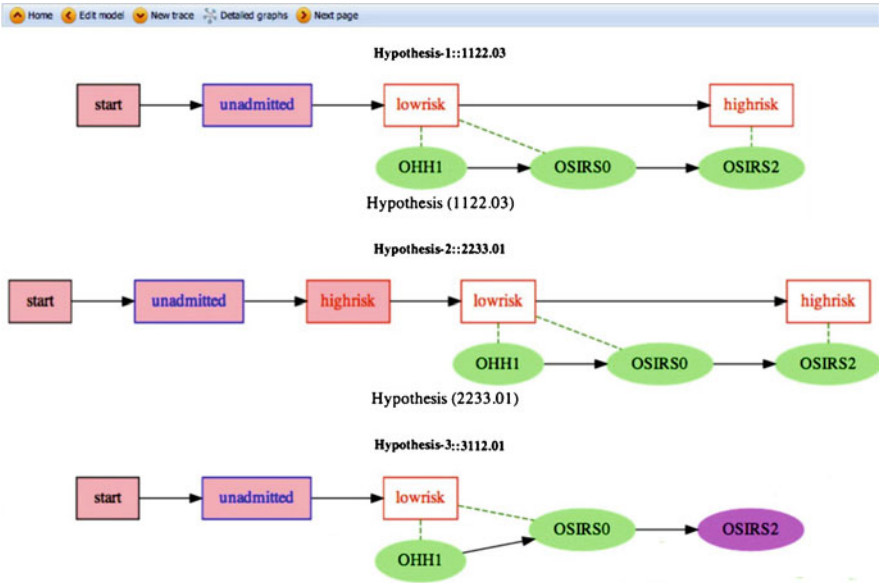 Home Edit model New trace Detailed graphs Next page
Hypothesis-1::1122.03
start unadmitted lowrisk highrisk
OHH1 OSIRS0 OSIRS2
Hypothesis (1122.03)
Hypothesis-2::2233.01
start unadmitted highrisk lowrisk highrisk
OHH1 OSIRS0 OSIRS2
Hypothesis (2233.01)
Hypothesis-3::3112.01
start unadmitted lowrisk
OSIRS0 OSIRS2
OHH1